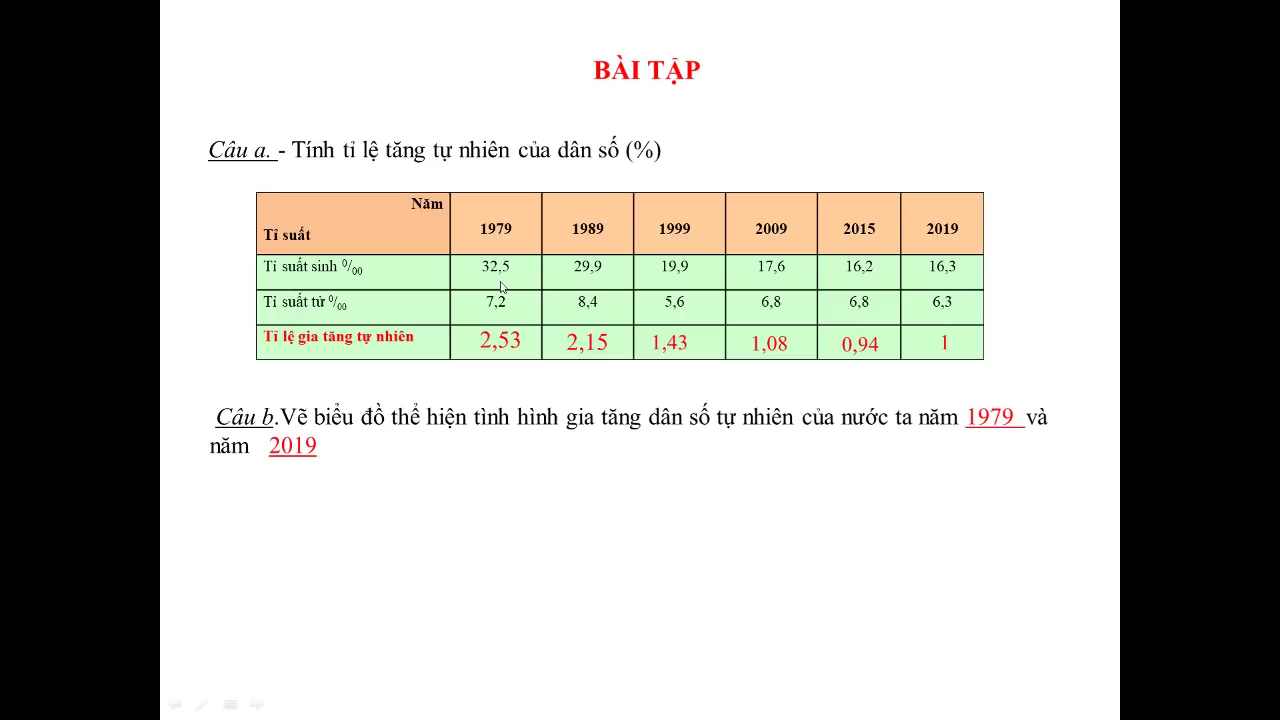 BÀI TẬP
Câu a. - Tính tỉ lệ tăng tự nhiên của dân số (%)
Năm
Tỉ suất 1979 1989 1999 2009 2015 2019
Tỉ suất sinh 0/00 32,5 29,9 19,9 17,6 16,2 16,3
Tỉ suất tử 0/00 7,2 8,4 5,6 6,8 6,8 6,3
Tỉ lệ gia tăng tự nhiên 2,53 2,15 1,43 1,08 0,94 1
Câu b.Vẽ biểu đồ thể hiện tình hình gia tăng dân số tự nhiên của nước ta năm 1979 và
năm 2019